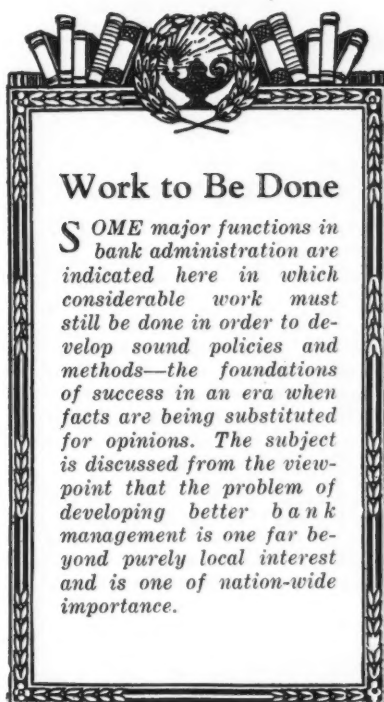 Work to Be Done
SOME major functions in
bank administration are
indicated here in which
considerable work must
still be done in order to de-
velop sound policies and
methods—the foundations
of success in an era when
facts are being substituted
for opinions. The subject
is discussed from the view-
point that the problem of
developing better bank
management is one far be-
yond purely local interest
and is one of nation-wide
importance.